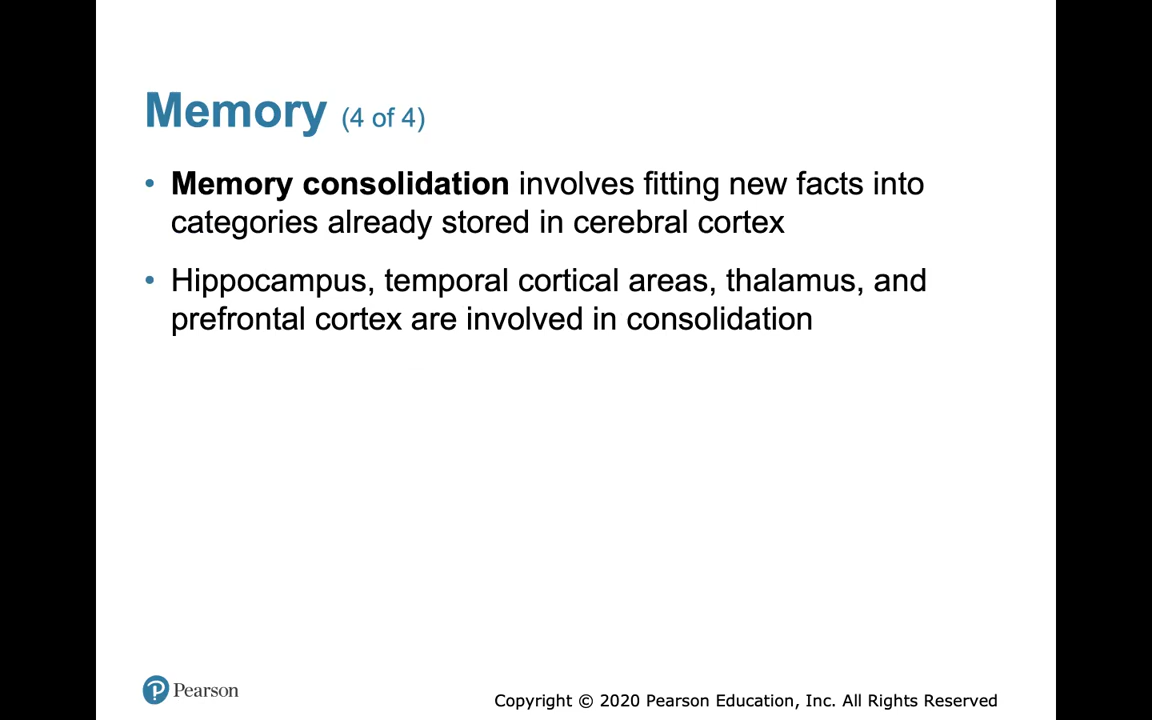 Memory (4 of 4)
• Memory consolidation involves fitting new facts into
categories already stored in cerebral cortex
• Hippocampus, temporal cortical areas, thalamus, and
prefrontal cortex are involved in consolidation
P Pearson
Copyright © 2020 Pearson Education, Inc. All Rights Reserved